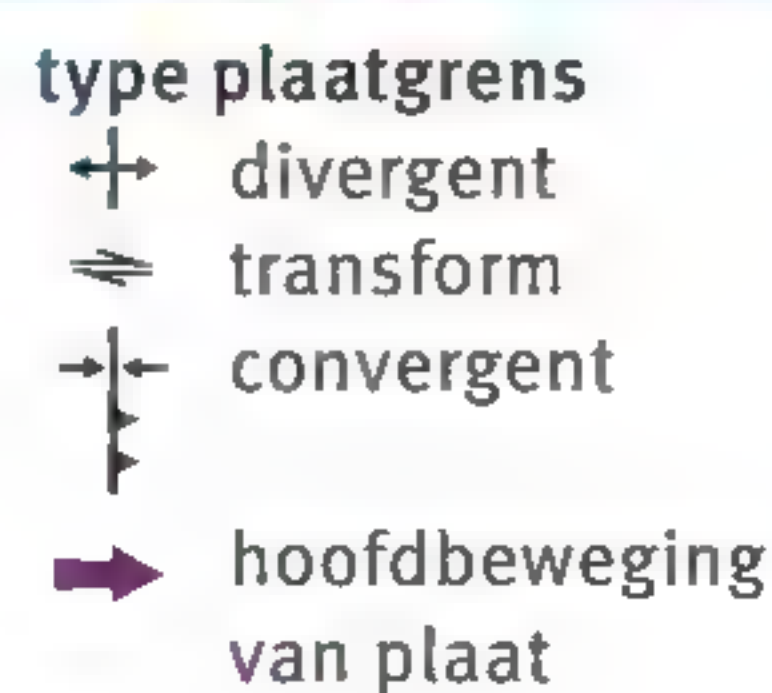 type plaatgrens
divergent
transform
convergent
hoofdbeweging
van plaat